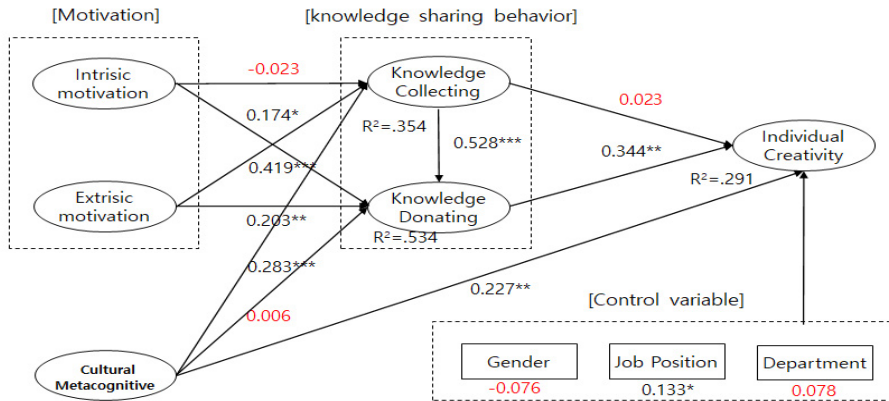 [Motivation]
[knowledge sharing behavior]
Intrisic
motivation
-0.023
Knowledge
Collecting
0.023
0.174*
R²=.354
0.528***
Individual
Creativity
0.419***
0.344**
R²=.291
Extrisic
motivation
0.203**
Knowledge
Donating
R²=.534
0.283***
0.227**
0.006
[Control variable]
Cultural
Metacognitive
Gender
Job Position
Department
-0.076
0.133*
0.078